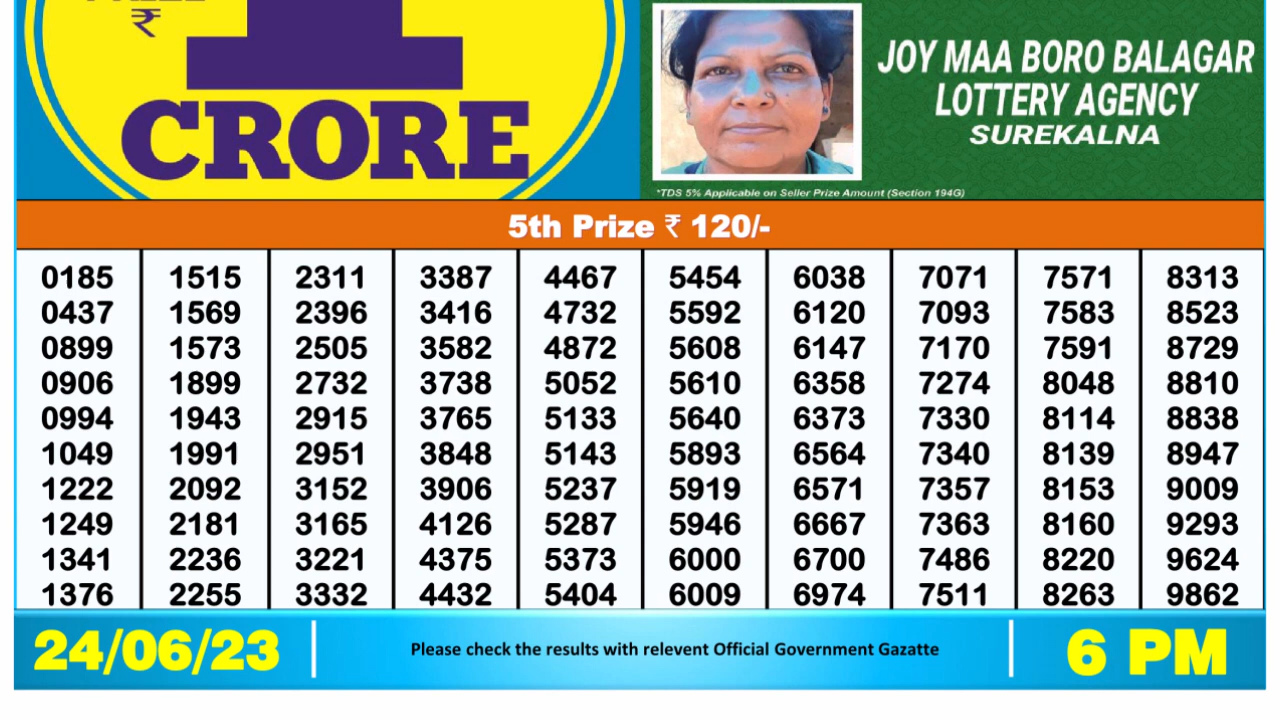 ₹
1
CRORE
JOY MAA BORO BALAGAR
LOTTERY AGENCY
SUREKALNA
*TDS 5% Applicable on Seller Prize Amount (Section 194G)
5th Prize ₹ 120/-
0185 1515 2311 3387 4467 5454 6038 7071 7571 8313
0437 1569 2396 3416 4732 5592 6120 7093 7583 8523
0899 1573 2505 3582 4872 5608 6147 7170 7591 8729
0906 1899 2732 3738 5052 5610 6358 7274 8048 8810
0994 1943 2915 3765 5133 5640 6373 7330 8114 8838
1049 1991 2951 3848 5143 5893 6564 7340 8139 8947
1222 2092 3152 3906 5237 5919 6571 7357 8153 9009
1249 2181 3165 4126 5287 5946 6667 7363 8160 9293
1341 2236 3221 4375 5373 6000 6700 7486 8220 9624
1376 2255 3332 4432 5404 6009 6974 7511 8263 9862
24/06/23 Please check the results with relevent Official Government Gazatte 6 PM